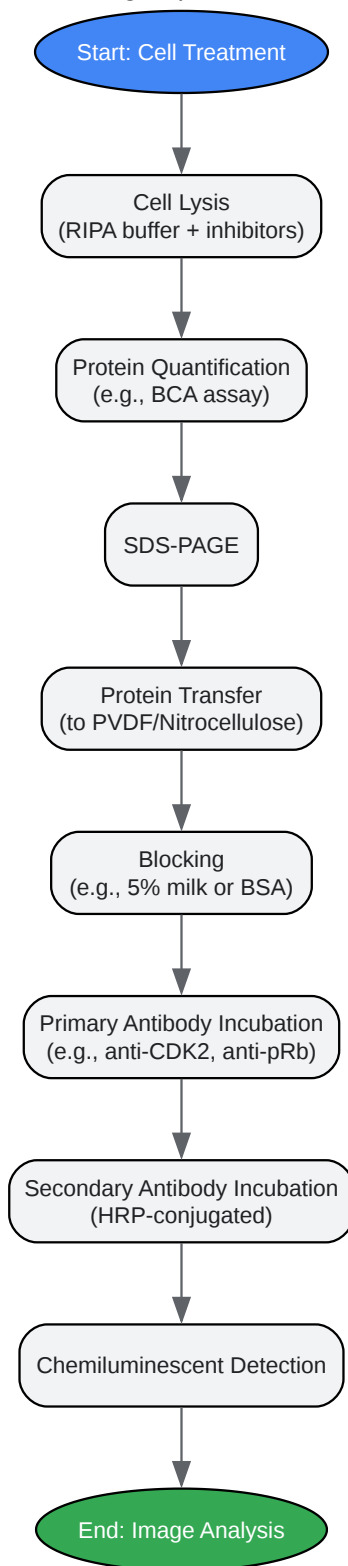 Start: Cell Treatment
Cell Lysis
(RIPA buffer + inhibitors)
Protein Quantification
(e.g., BCA assay)
SDS-PAGE
Protein Transfer
(to PVDF/Nitrocellulose)
Blocking
(e.g., 5% milk or BSA)
Primary Antibody Incubation
(e.g., anti-CDK2, anti-pRb)
Secondary Antibody Incubation
(HRP-conjugated)
Chemiluminescent Detection
End: Image Analysis